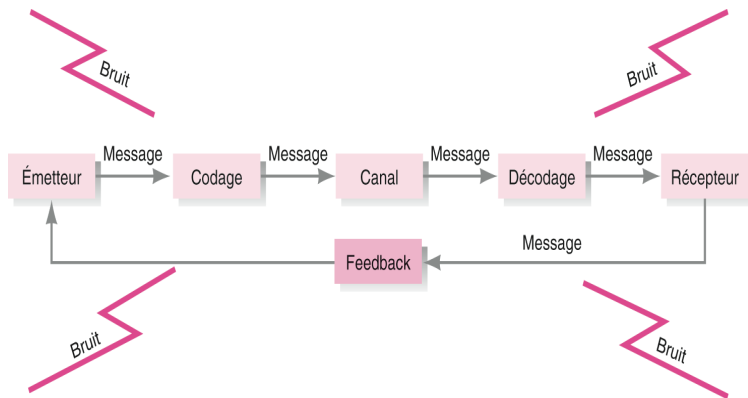 Bruit
Bruit
Message
Message
Message
Message
Émetteur
Codage
Canal
Décodage
Récepteur
Message
Feedback
Bruit
Bruit